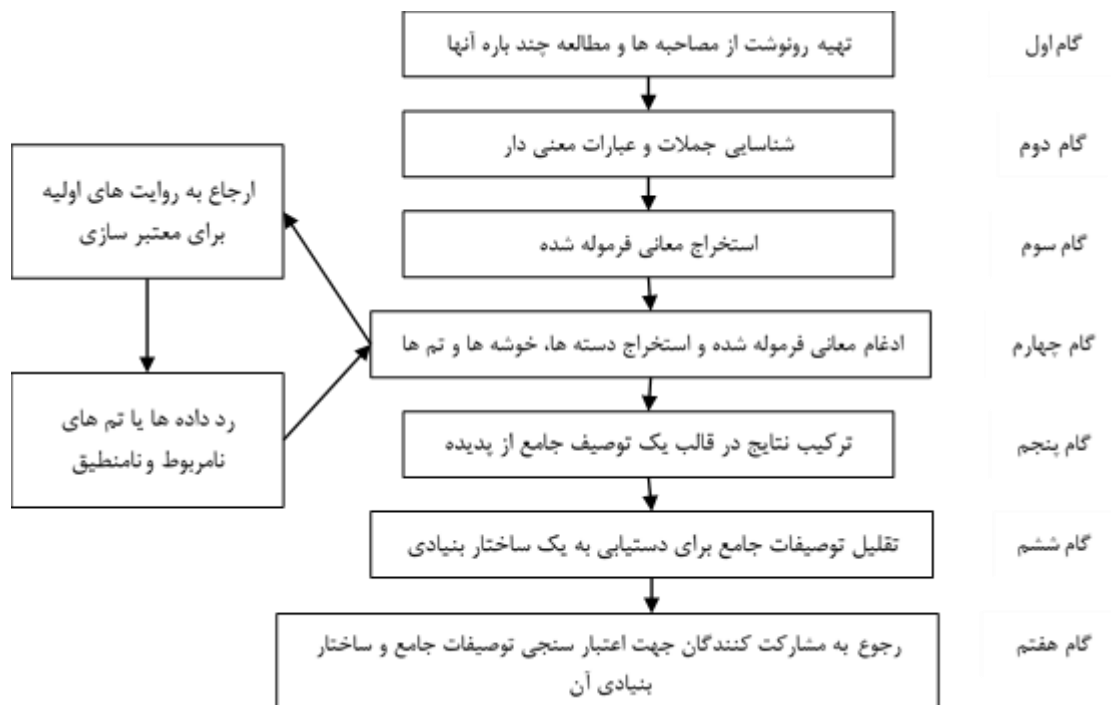 گام اول
تهیه رونوشت از مصاحبه ها و مطالعه چند باره آنها
گام دوم
شناسایی جملات و عبارات معنی دار
گام سوم
استخراج معانی فرموله شده
ارجاع به روایت های اولیه
برای معتبر سازی
گام چهارم
ادغام معانی فرموله شده و استخراج دسته ها، خوشه ها و تم ها
رد داده ها یا تم های
نامربوط و نامنطیق
گام پنجم
ترکیب نتایج در قالب یک توصیف جامع از پدیده
گام ششم
تقلیل توصیفات جامع برای دستیابی به یک ساختار بنیادی
گام هفتم
رجوع به مشارکت کنندگان جهت اعتبار سنجی توصیفات جامع و ساختار
بنیادی آن